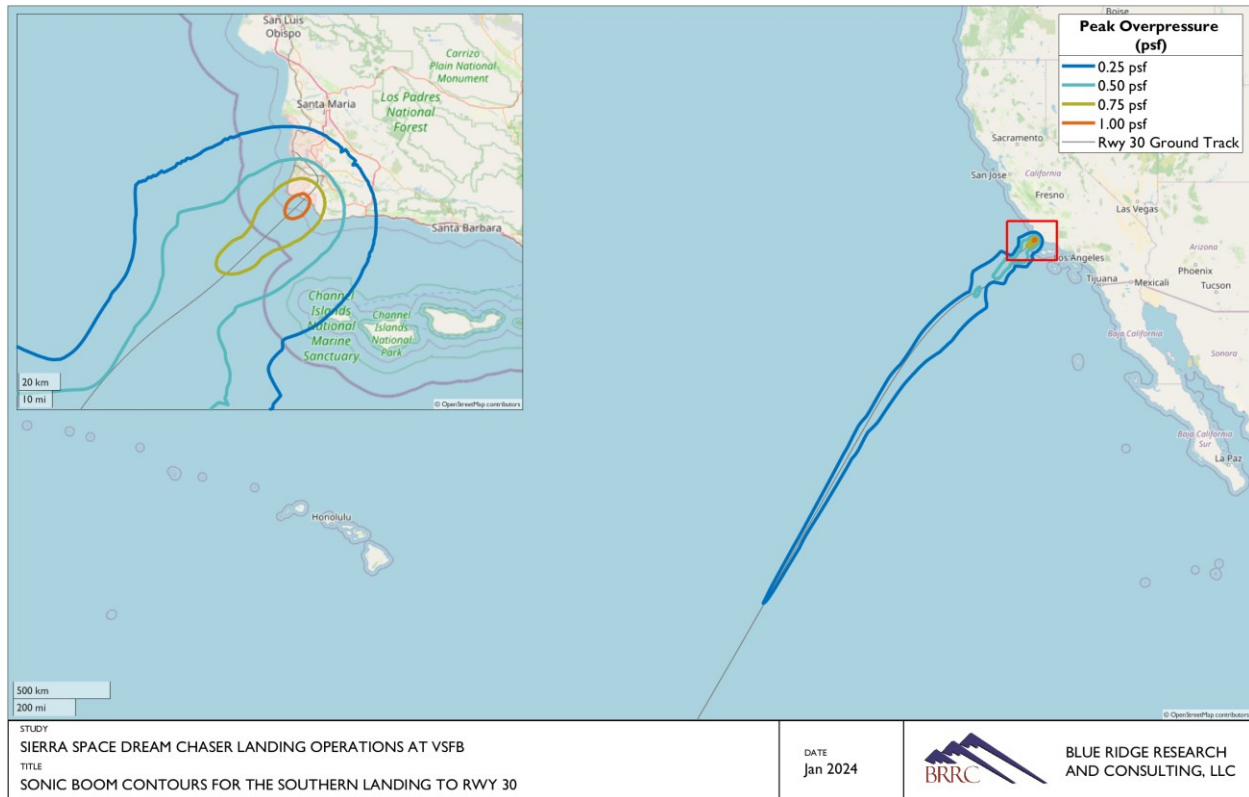 San Luis
Obispo
Carrizo
Plain National
Monument
Los Padres
National
Forest
Santa Maria
Santa Barbara
Channel
Islands
National
Marine
Sanctuary
Channel
Islands
National
Park
20 km
10 mi
© OpenStreetMap contributors
Boise
Peak Overpressure
(psf)
0.25 psf
0.50 psf
0.75 psf
1.00 psf
Rwy 30 Ground Track
Sacramento
San Jose
California
Fresno
Las Vegas
Los Angeles
Arizona
Phoenix
Tijuana
Mexicali
Tucson
Baja California
Sonora
Baja California
Sur
La Paz
Honolulu
500 km
200 mi
© OpenStreetMap contributors
STUDY
SIERRA SPACE DREAM CHASER LANDING OPERATIONS AT VSFB
TITLE
SONIC BOOM CONTOURS FOR THE SOUTHERN LANDING TO RWY 30
DATE
Jan 2024
BRRC
BLUE RIDGE RESEARCH
AND CONSULTING, LLC